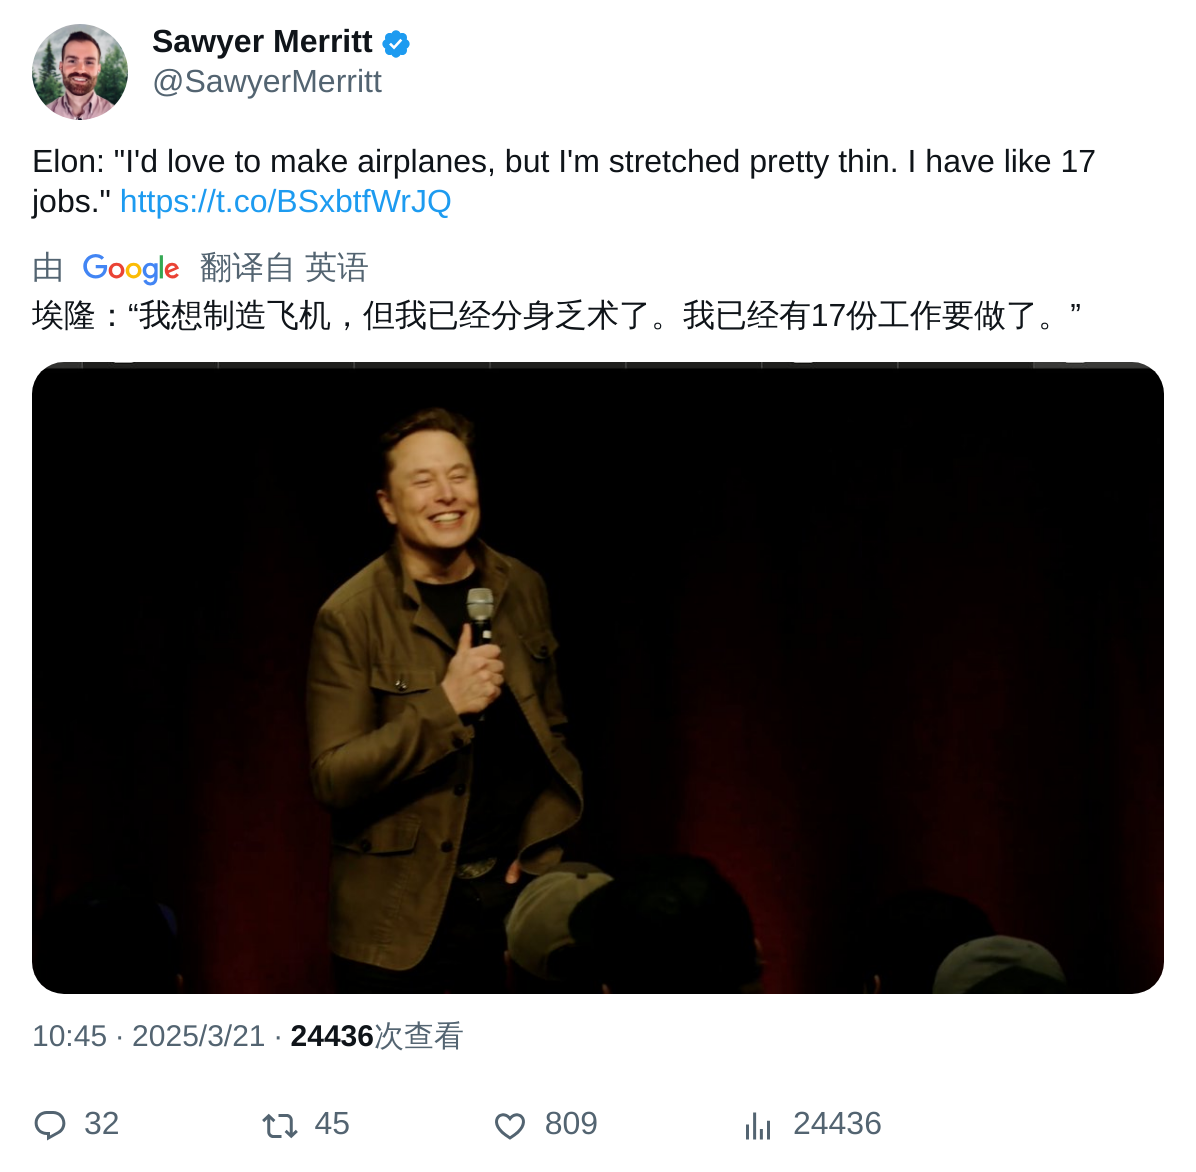 Sawyer Merritt
@SawyerMerritt
Elon: "I'd love to make airplanes, but I'm stretched pretty thin. I have like 17
jobs." https://t.co/BSxbtfWrJQ
由 Google 翻译自 英语
埃隆：“我想制造飞机，但我已经分身乏术了。我已经有17份工作要做了。”
10:45 · 2025/3/21 · 24436次查看
32 45 809 24436